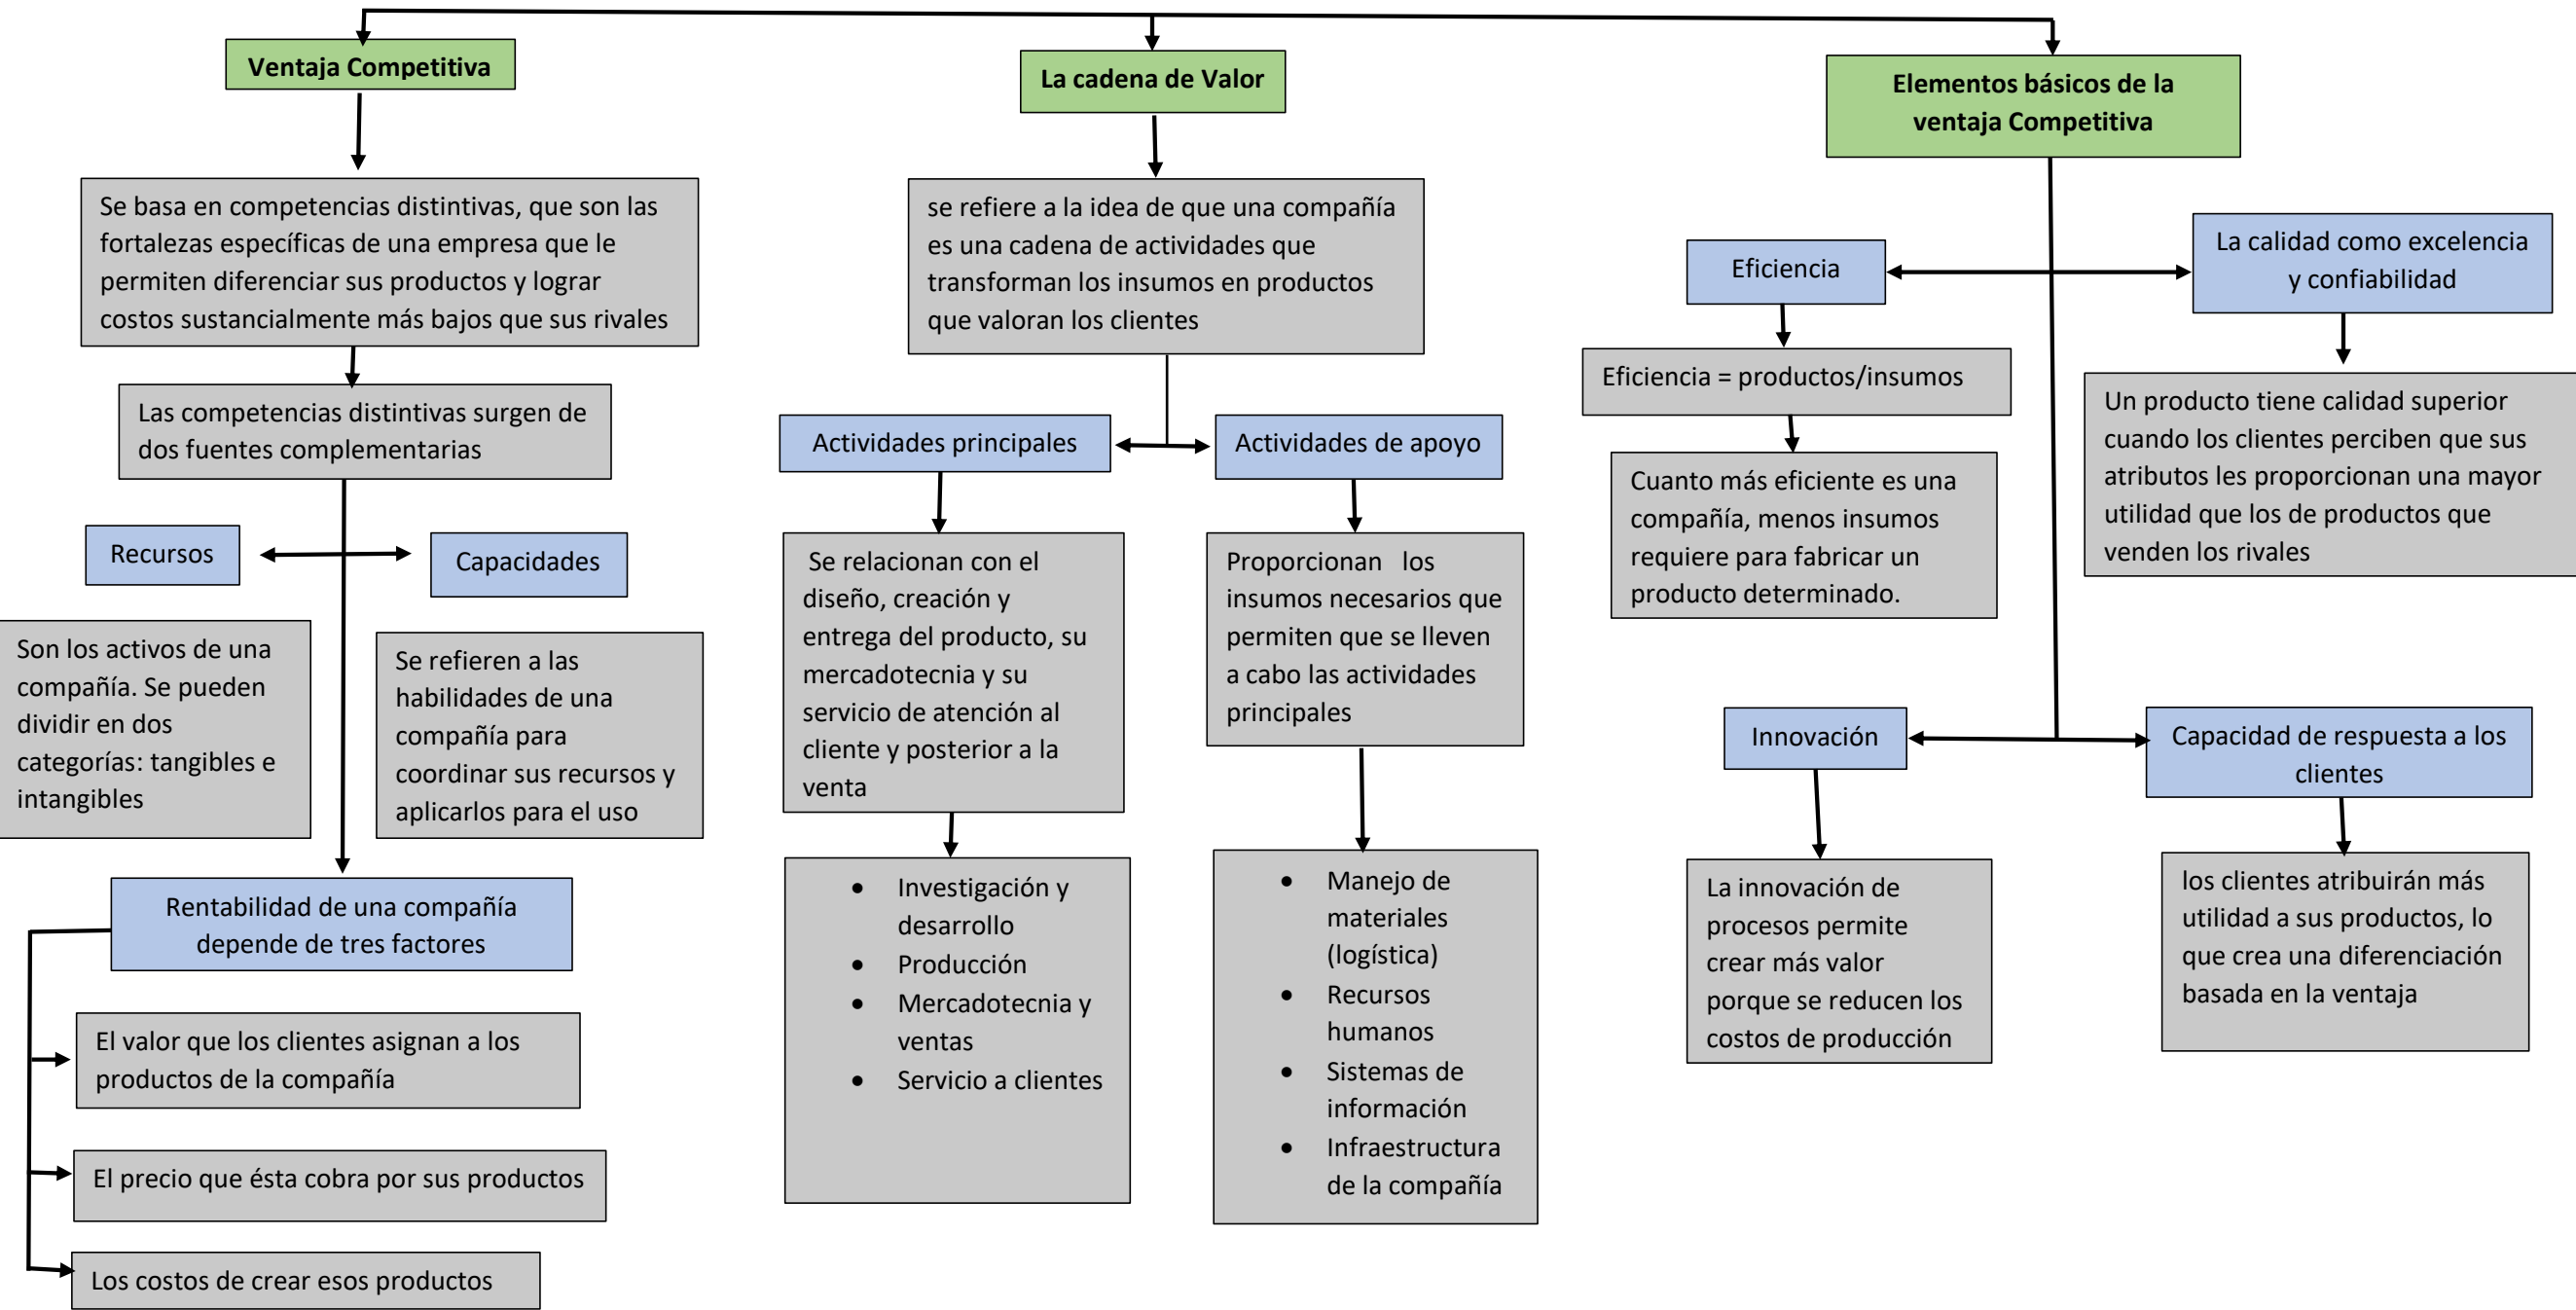 Ventaja Competitiva
Se basa en competencias distintivas, que son las
fortalezas específicas de una empresa que le
permiten diferenciar sus productos y lograr
costos sustancialmente más bajos que sus rivales
Las competencias distintivas surgen de
dos fuentes complementarias
Recursos
Capacidades
Son los activos de una
compañía. Se pueden
dividir en dos
categorías: tangibles e
intangibles
Se refieren a las
habilidades de una
compañía para
coordinar sus recursos y
aplicarlos para el uso
Rentabilidad de una compañía
depende de tres factores
El valor que los clientes asignan a los
productos de la compañía
El precio que ésta cobra por sus productos
Los costos de crear esos productos
La cadena de Valor
se refiere a la idea de que una compañía
es una cadena de actividades que
transforman los insumos en productos
que valoran los clientes
Actividades principales
Actividades de apoyo
Se relacionan con el
diseño, creación y
entrega del producto, su
mercadotecnia y su
servicio de atención al
cliente y posterior a la
venta
Proporcionan los
insumos necesarios que
permiten que se lleven
a cabo las actividades
principales
• Investigación y
desarrollo
• Producción
• Mercadotecnia y
ventas
• Servicio a clientes
• Manejo de
materiales
(logística)
• Recursos
humanos
• Sistemas de
información
• Infraestructura
de la compañía
Elementos básicos de la
ventaja Competitiva
Eficiencia
La calidad como excelencia
y confiabilidad
Eficiencia = productos/insumos
Cuanto más eficiente es una
compañía, menos insumos
requiere para fabricar un
producto determinado.
Un producto tiene calidad superior
cuando los clientes perciben que sus
atributos les proporcionan una mayor
utilidad que los de productos que
venden los rivales
Innovación
Capacidad de respuesta a los
clientes
La innovación de
procesos permite
crear más valor
porque se reducen los
costos de producción
los clientes atribuirán más
utilidad a sus productos, lo
que crea una diferenciación
basada en la ventaja